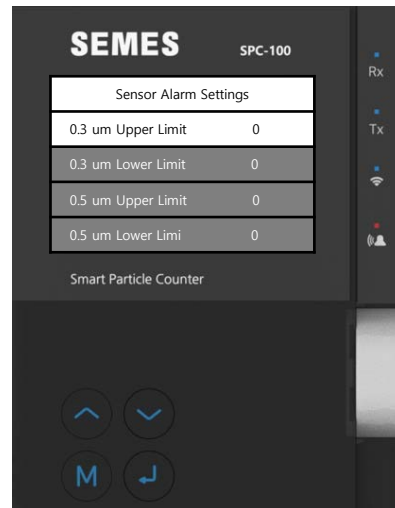 SEMES SPC-100
Rx
Sensor Alarm Settings
0.3 um Upper Limit 0
Tx
0.3 um Lower Limit 0
0.5 um Upper Limit 0
0.5 um Lower Limi 0
Smart Particle Counter
M